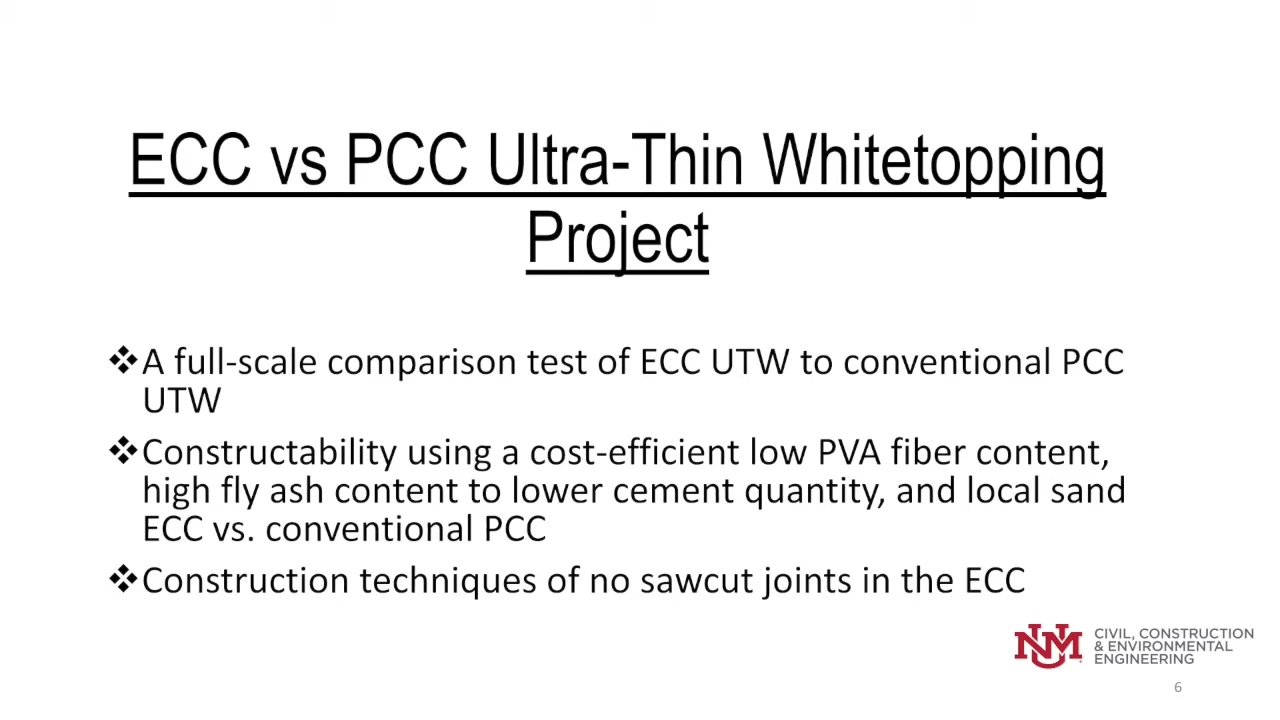 ECC vs PCC Ultra-Thin Whitetopping
Project
❖A full-scale comparison test of ECC UTW to conventional PCC
UTW
❖Constructability using a cost-efficient low PVA fiber content,
high fly ash content to lower cement quantity, and local sand
ECC vs. conventional PCC
❖Construction techniques of no sawcut joints in the ECC
UNM
CIVIL, CONSTRUCTION
& ENVIRONMENTAL
ENGINEERING
6